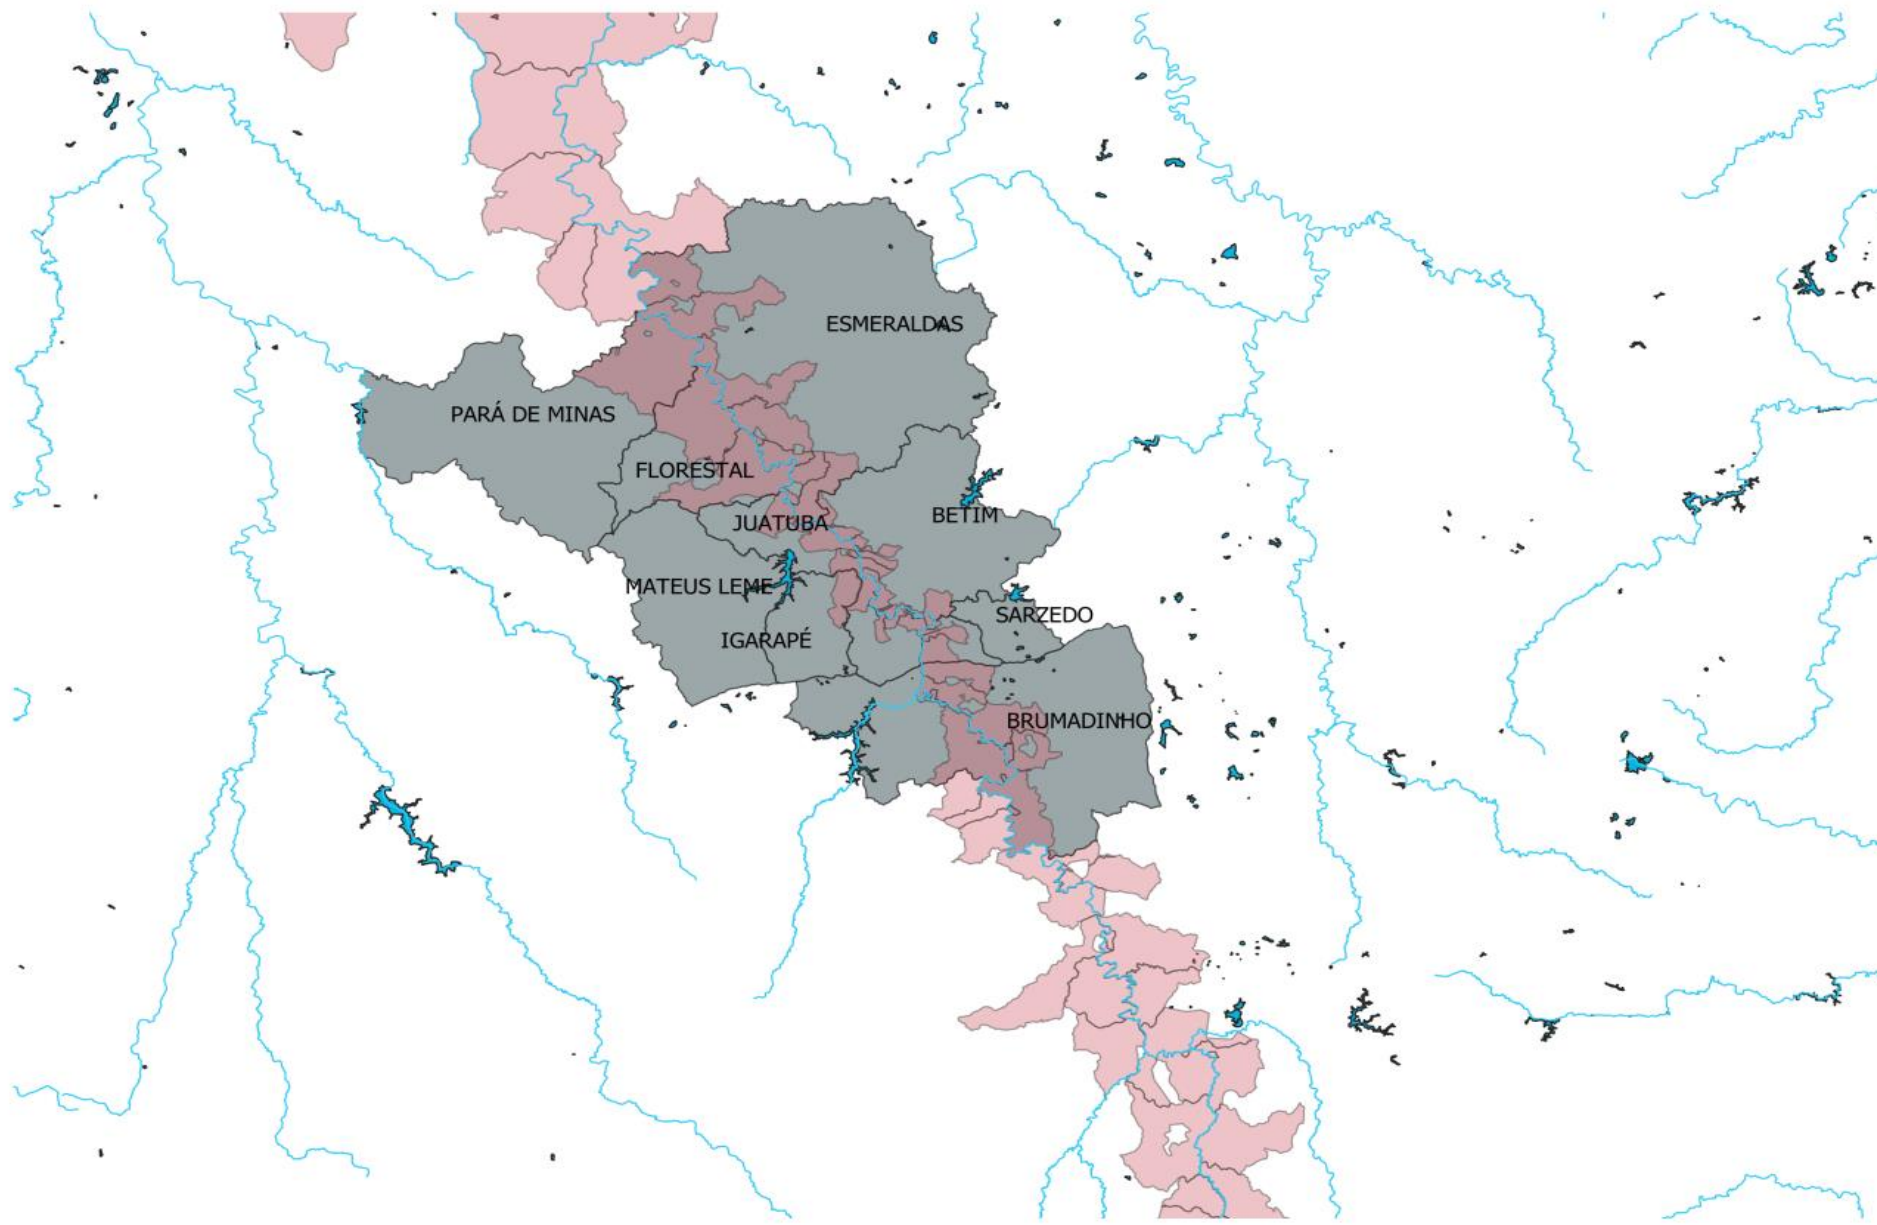 ESMERALDAS
PARÁ DE MINAS
FLORESTAL
JUATUBA
BETIM
MATEUS LEME
SARZEDO
IGARAPÉ
BRUMADINHO